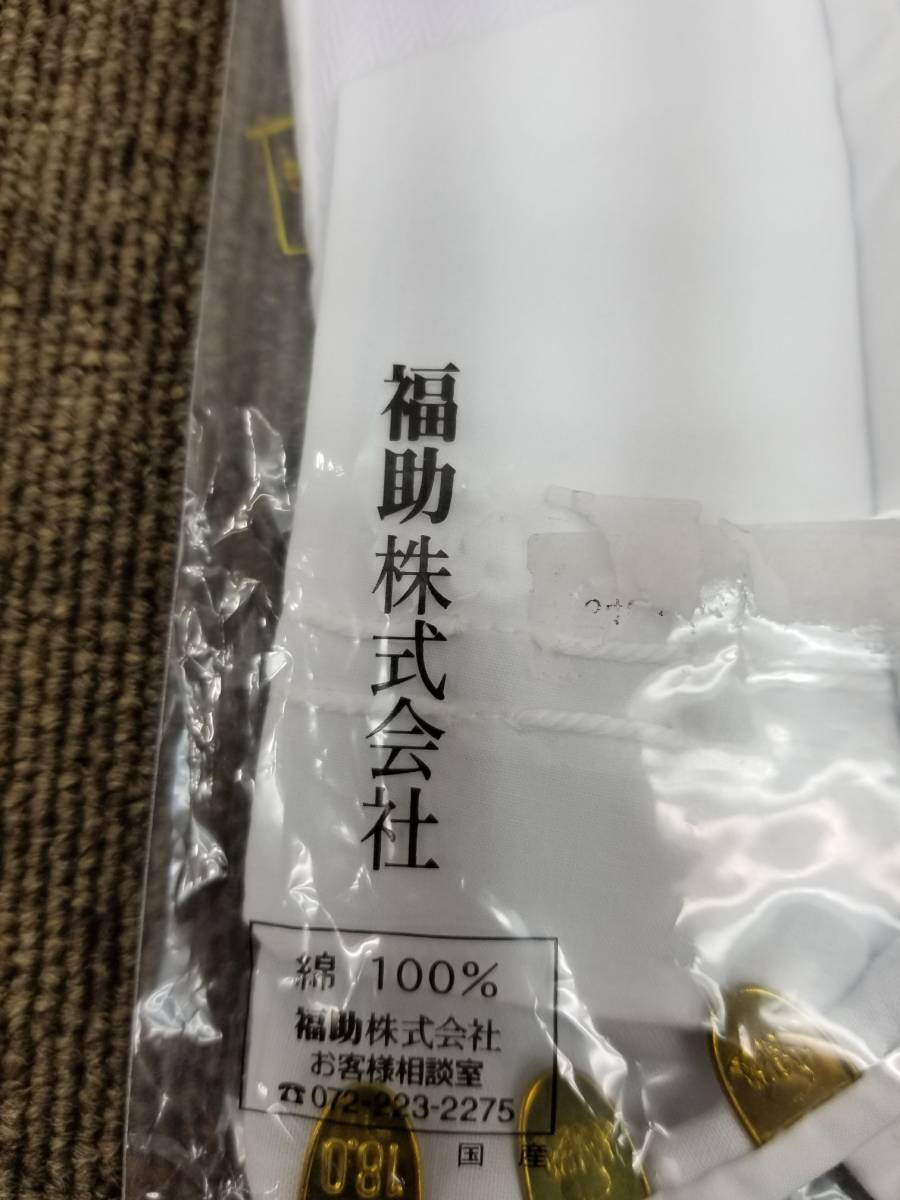 福助株式会社
綿 100%
福助株式会社
お客様相談室
☎072-223-2275
国産
18.0